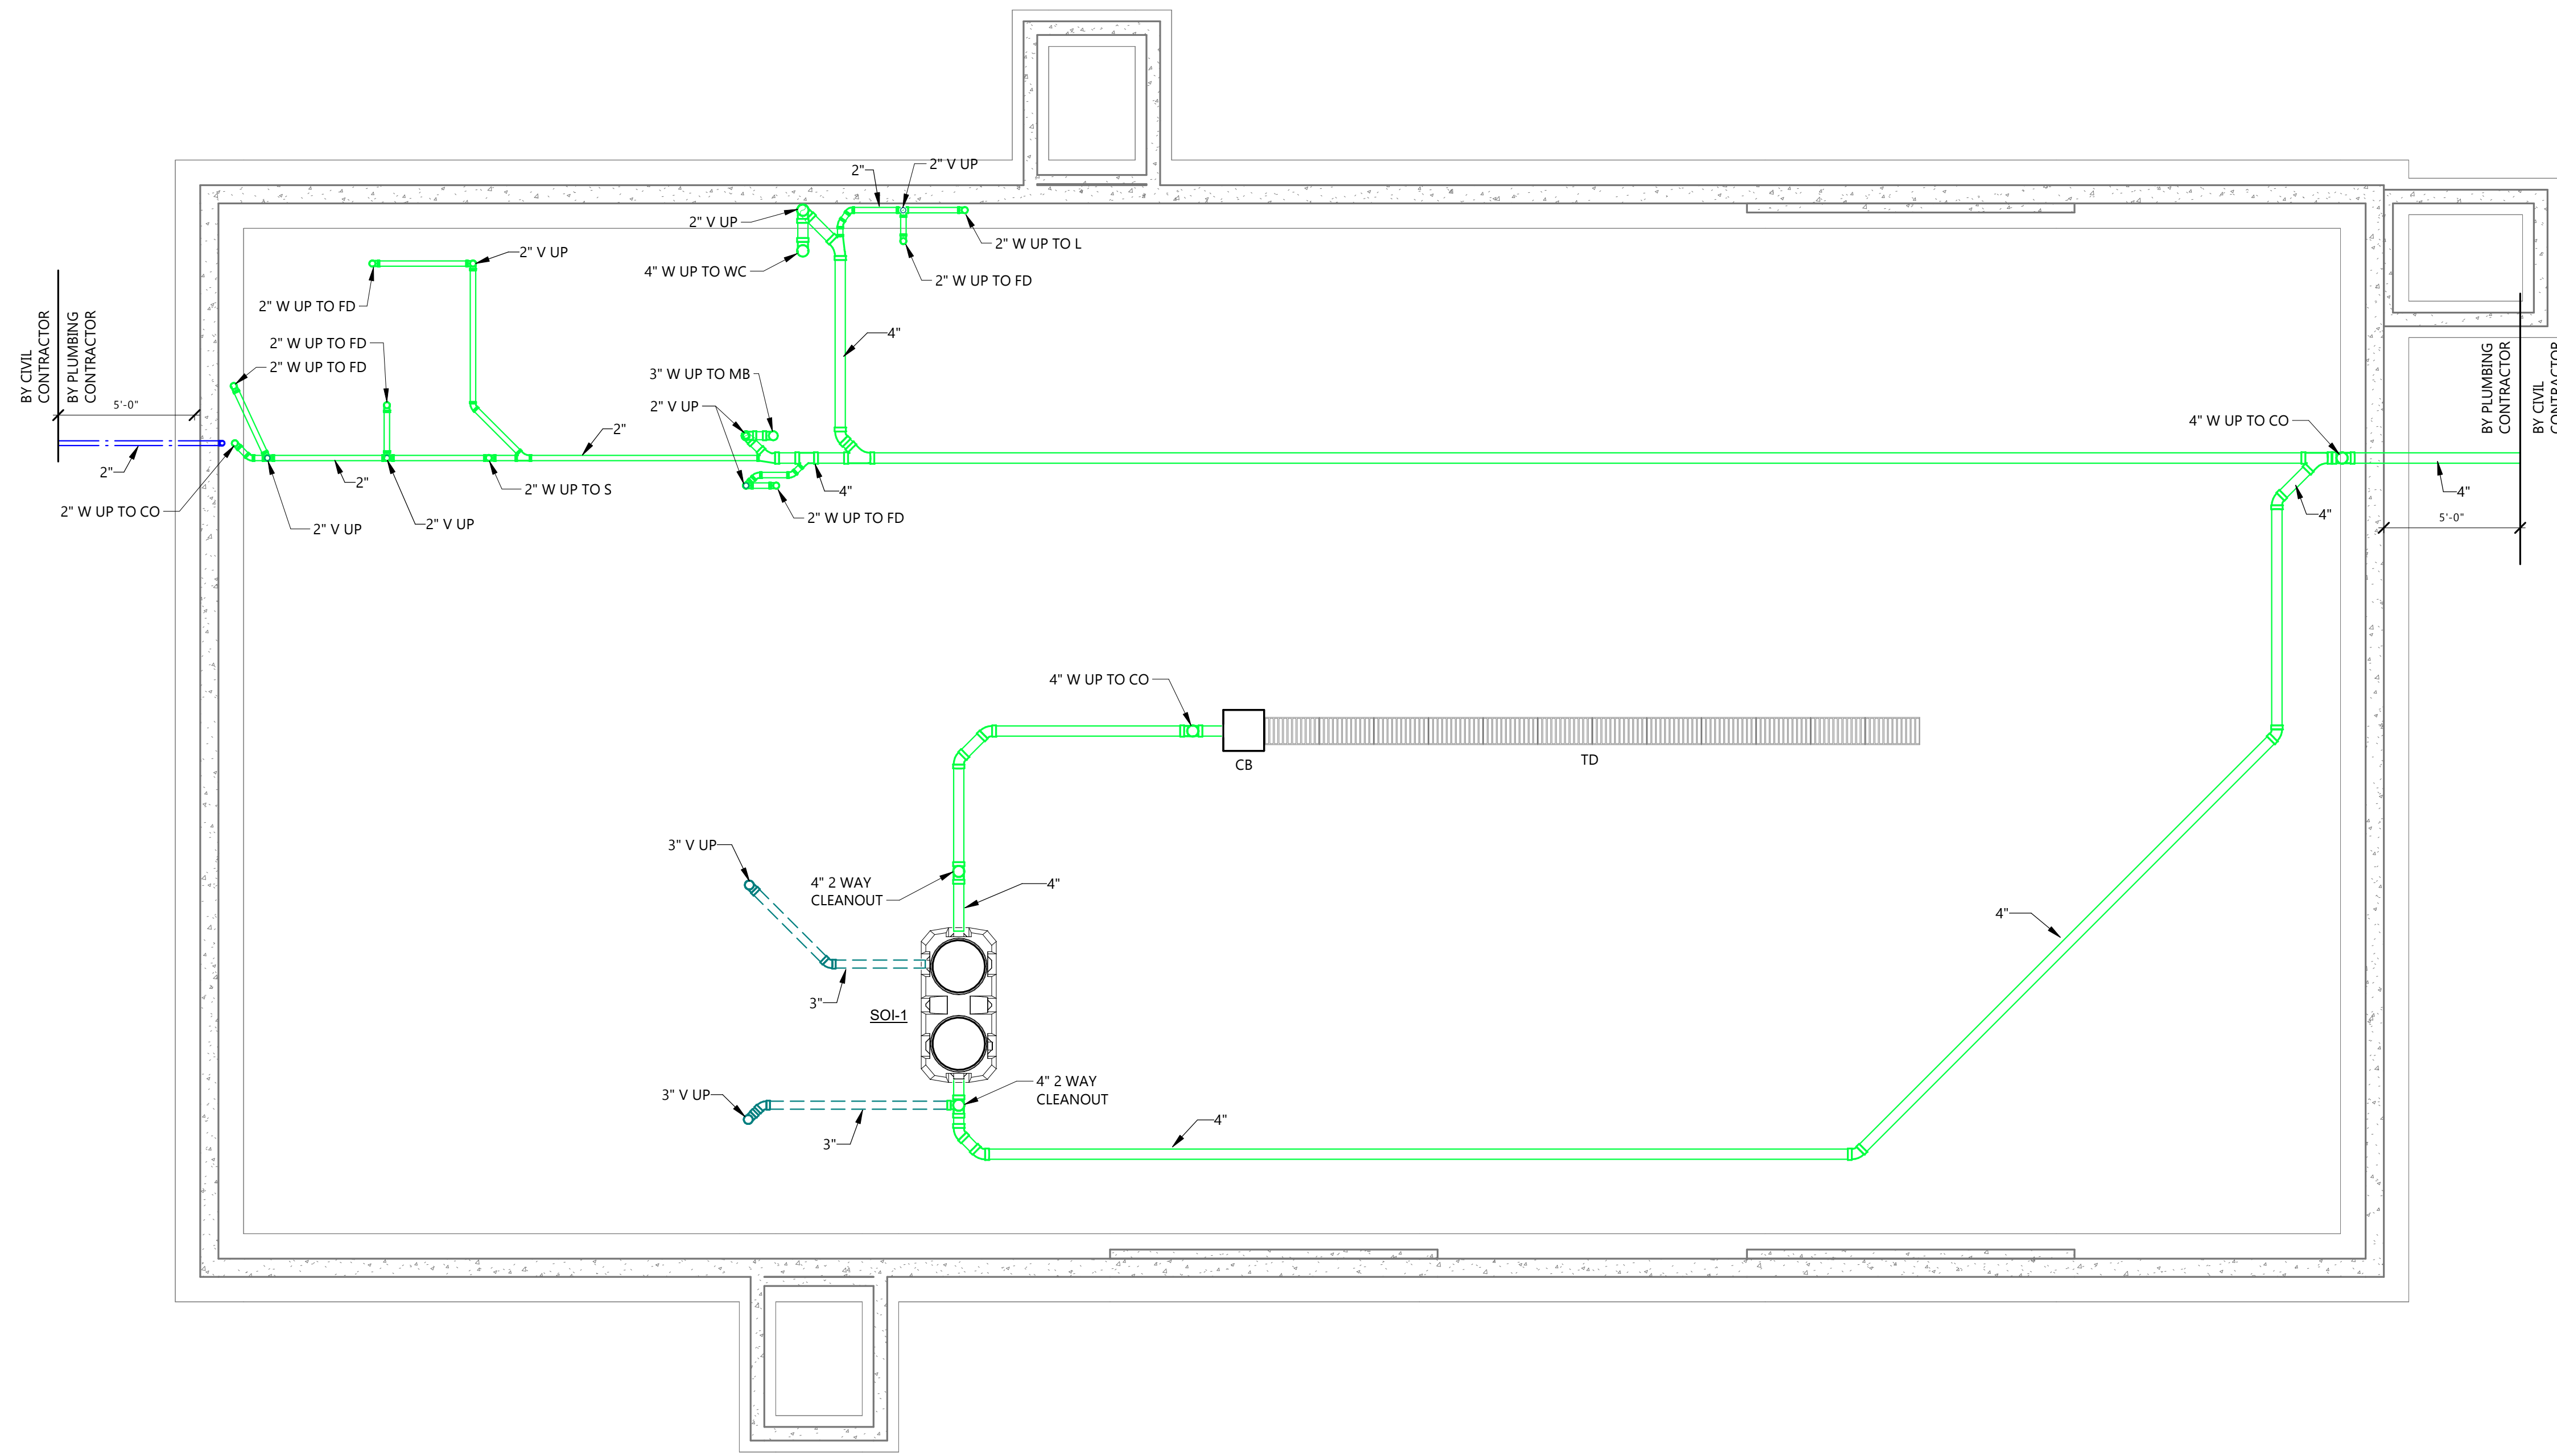 2"
2" V UP
2" V UP
2" W UP TO L
2" V UP
4" W UP TO WC
2" W UP TO FD
2" W UP TO FD
4"
BY CIVIL
CONTRACTOR
BY PLUMBING
CONTRACTOR
2" W UP TO FD
2" W UP TO FD
3" W UP TO MB
2" V UP
5'-0"
2"
2"
2"
2" W UP TO S
4"
2" W UP TO CO
2" V UP
2" V UP
2" W UP TO FD
BY PLUMBING
CONTRACTOR
BY CIVIL
CONTRACTOR
4" W UP TO CO
4"
4"
5'-0"
4" W UP TO CO
CB
TD
3" V UP
4" 2 WAY
CLEANOUT
4"
4"
3"
SOI-1
3" V UP
4" 2 WAY
CLEANOUT
3"
4"